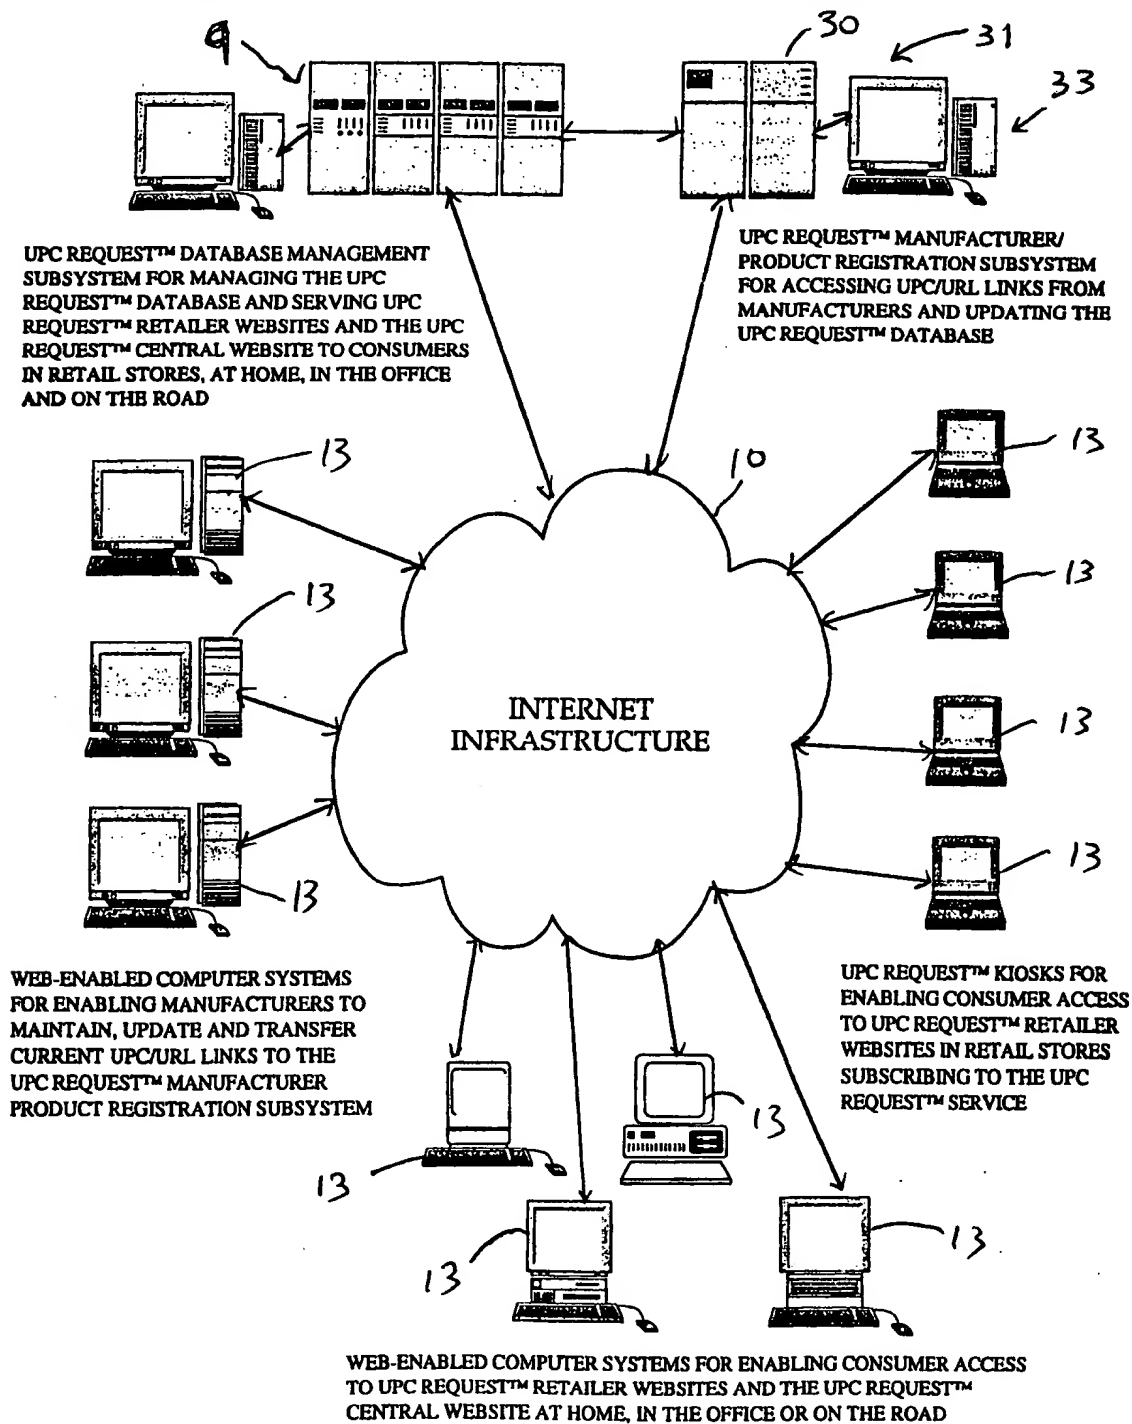 9
30
31
33
UPC REQUEST™ DATABASE MANAGEMENT
SUBSYSTEM FOR MANAGING THE UPC
REQUEST™ DATABASE AND SERVING UPC
REQUEST™ RETAILER WEBSITES AND THE UPC
REQUEST™ CENTRAL WEBSITE TO CONSUMERS
IN RETAIL STORES, AT HOME, IN THE OFFICE
AND ON THE ROAD
UPC REQUEST™ MANUFACTURER/
PRODUCT REGISTRATION SUBSYSTEM
FOR ACCESSING UPC/URL LINKS FROM
MANUFACTURERS AND UPDATING THE
UPC REQUEST™ DATABASE
13
10
13
13
13
INTERNET
INFRASTRUCTURE
13
13
13
WEB-ENABLED COMPUTER SYSTEMS
FOR ENABLING MANUFACTURERS TO
MAINTAIN, UPDATE AND TRANSFER
CURRENT UPC/URL LINKS TO THE
UPC REQUEST™ MANUFACTURER
PRODUCT REGISTRATION SUBSYSTEM
UPC REQUEST™ KIOSKS FOR
ENABLING CONSUMER ACCESS
TO UPC REQUEST™ RETAILER
WEBSITES IN RETAIL STORES
SUBSCRIBING TO THE UPC
REQUEST™ SERVICE
13
13
13
13
WEB-ENABLED COMPUTER SYSTEMS FOR ENABLING CONSUMER ACCESS
TO UPC REQUEST™ RETAILER WEBSITES AND THE UPC REQUEST™
CENTRAL WEBSITE AT HOME, IN THE OFFICE OR ON THE ROAD